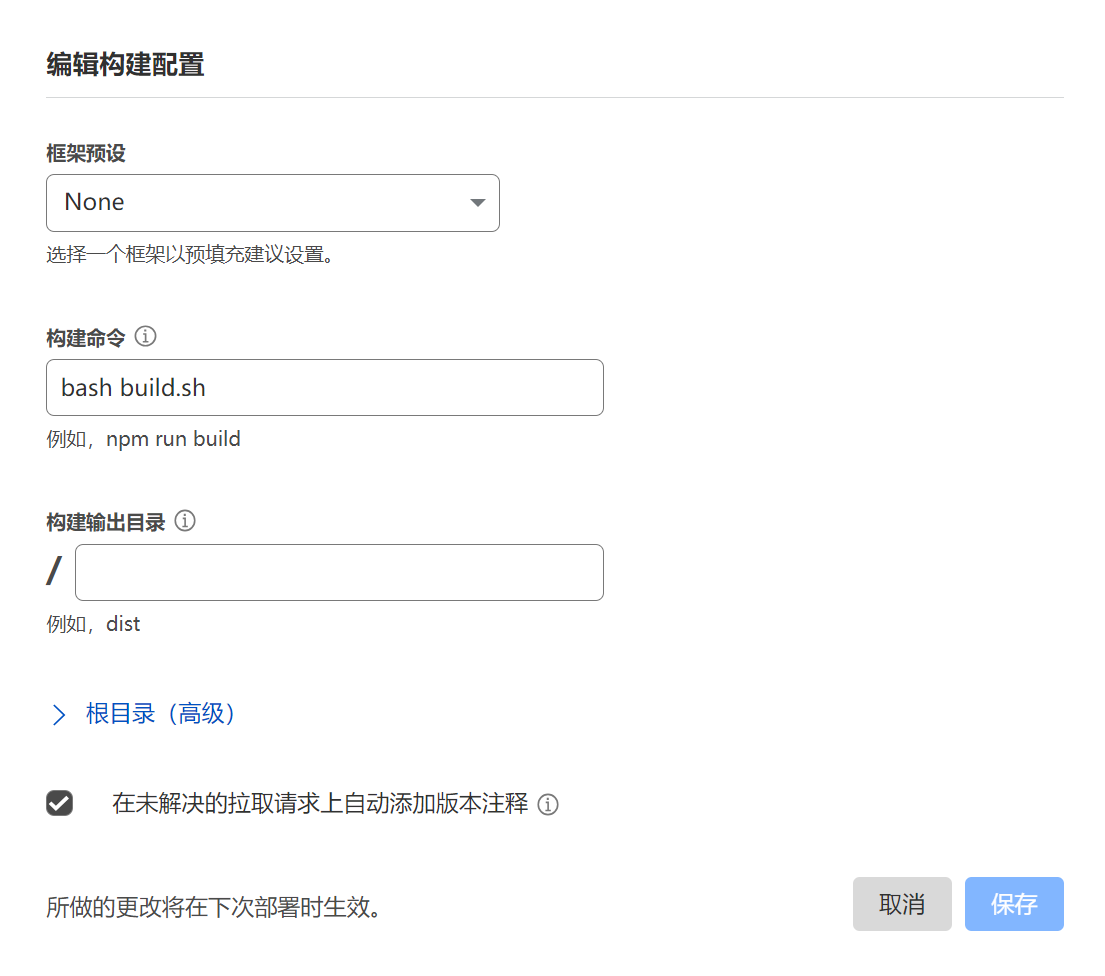 编辑构建配置
框架预设
None
选择一个框架以预填充建议设置。
构建命令
bash build.sh
例如，npm run build
构建输出目录
/
例如，dist
根目录（高级）
在未解决的拉取请求上自动添加版本注释
所做的更改将在下次部署时生效。
取消
保存